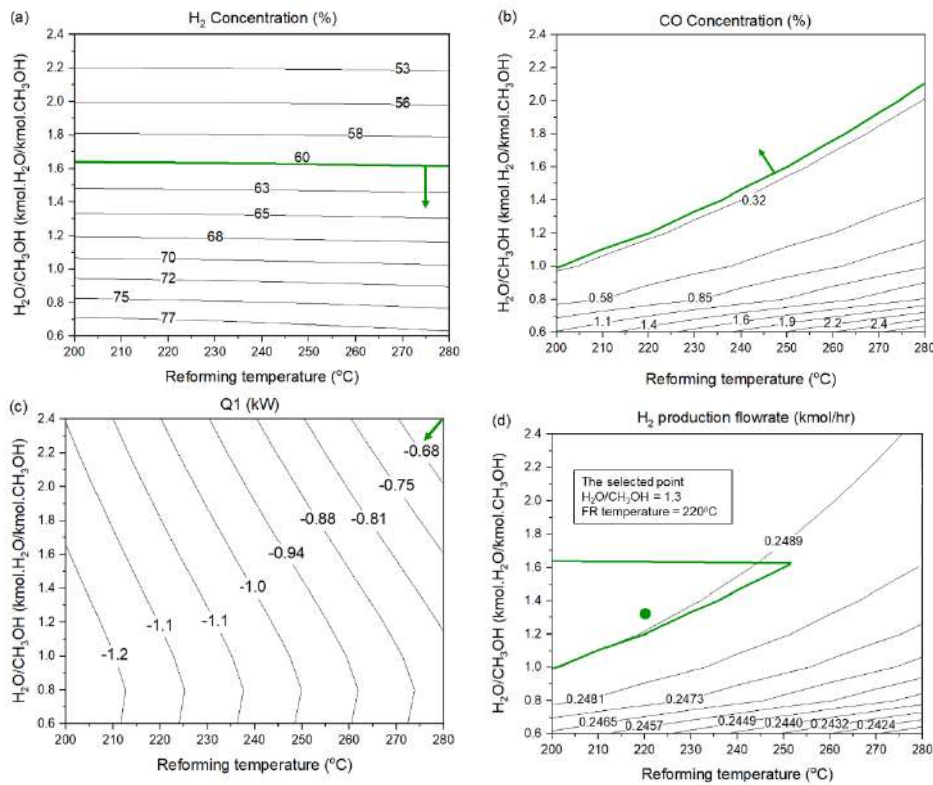 (a)
H₂ Concentration (%)
H₂O/CH₃OH (kmol.H₂O/kmol.CH₃OH)
2.4
2.2
2.0
1.8
1.6
1.4
1.2
1.0
0.8
0.6
53
56
58
60
63
65
68
70
72
75
77
200 210 220 230 240 250 260 270 280
Reforming temperature (°C)
(b)
CO Concentration (%)
H₂O/CH₃OH (kmol.H₂O/kmol.CH₃OH)
2.4
2.2
2.0
1.8
1.6
1.4
1.2
1.0
0.8
0.6
0.32
0.58 0.85
1.1 1.4 1.6 1.9 2.2 2.4
200 210 220 230 240 250 260 270 280
Reforming temperature (°C)
(c)
Q1 (kW)
H₂O/CH₃OH (kmol.H₂O/kmol.CH₃OH)
2.4
2.2
2.0
1.8
1.6
1.4
1.2
1.0
0.8
0.6
-0.68
-0.75
-0.81
-0.88
-0.94
-1.0
-1.1
-1.1
-1.2
200 210 220 230 240 250 260 270 280
Reforming temperature (°C)
(d)
H₂ production flowrate (kmol/hr)
H₂O/CH₃OH (kmol.H₂O/kmol.CH₃OH)
2.4
2.2
2.0
1.8
1.6
1.4
1.2
1.0
0.8
0.6
The selected point
H₂O/CH₃OH = 1.3
FR temperature = 220°C
0.2489
0.2481 0.2473
0.2465 0.2457 0.2449 0.2440 0.2432 0.2424
200 210 220 230 240 250 260 270 280
Reforming temperature (°C)